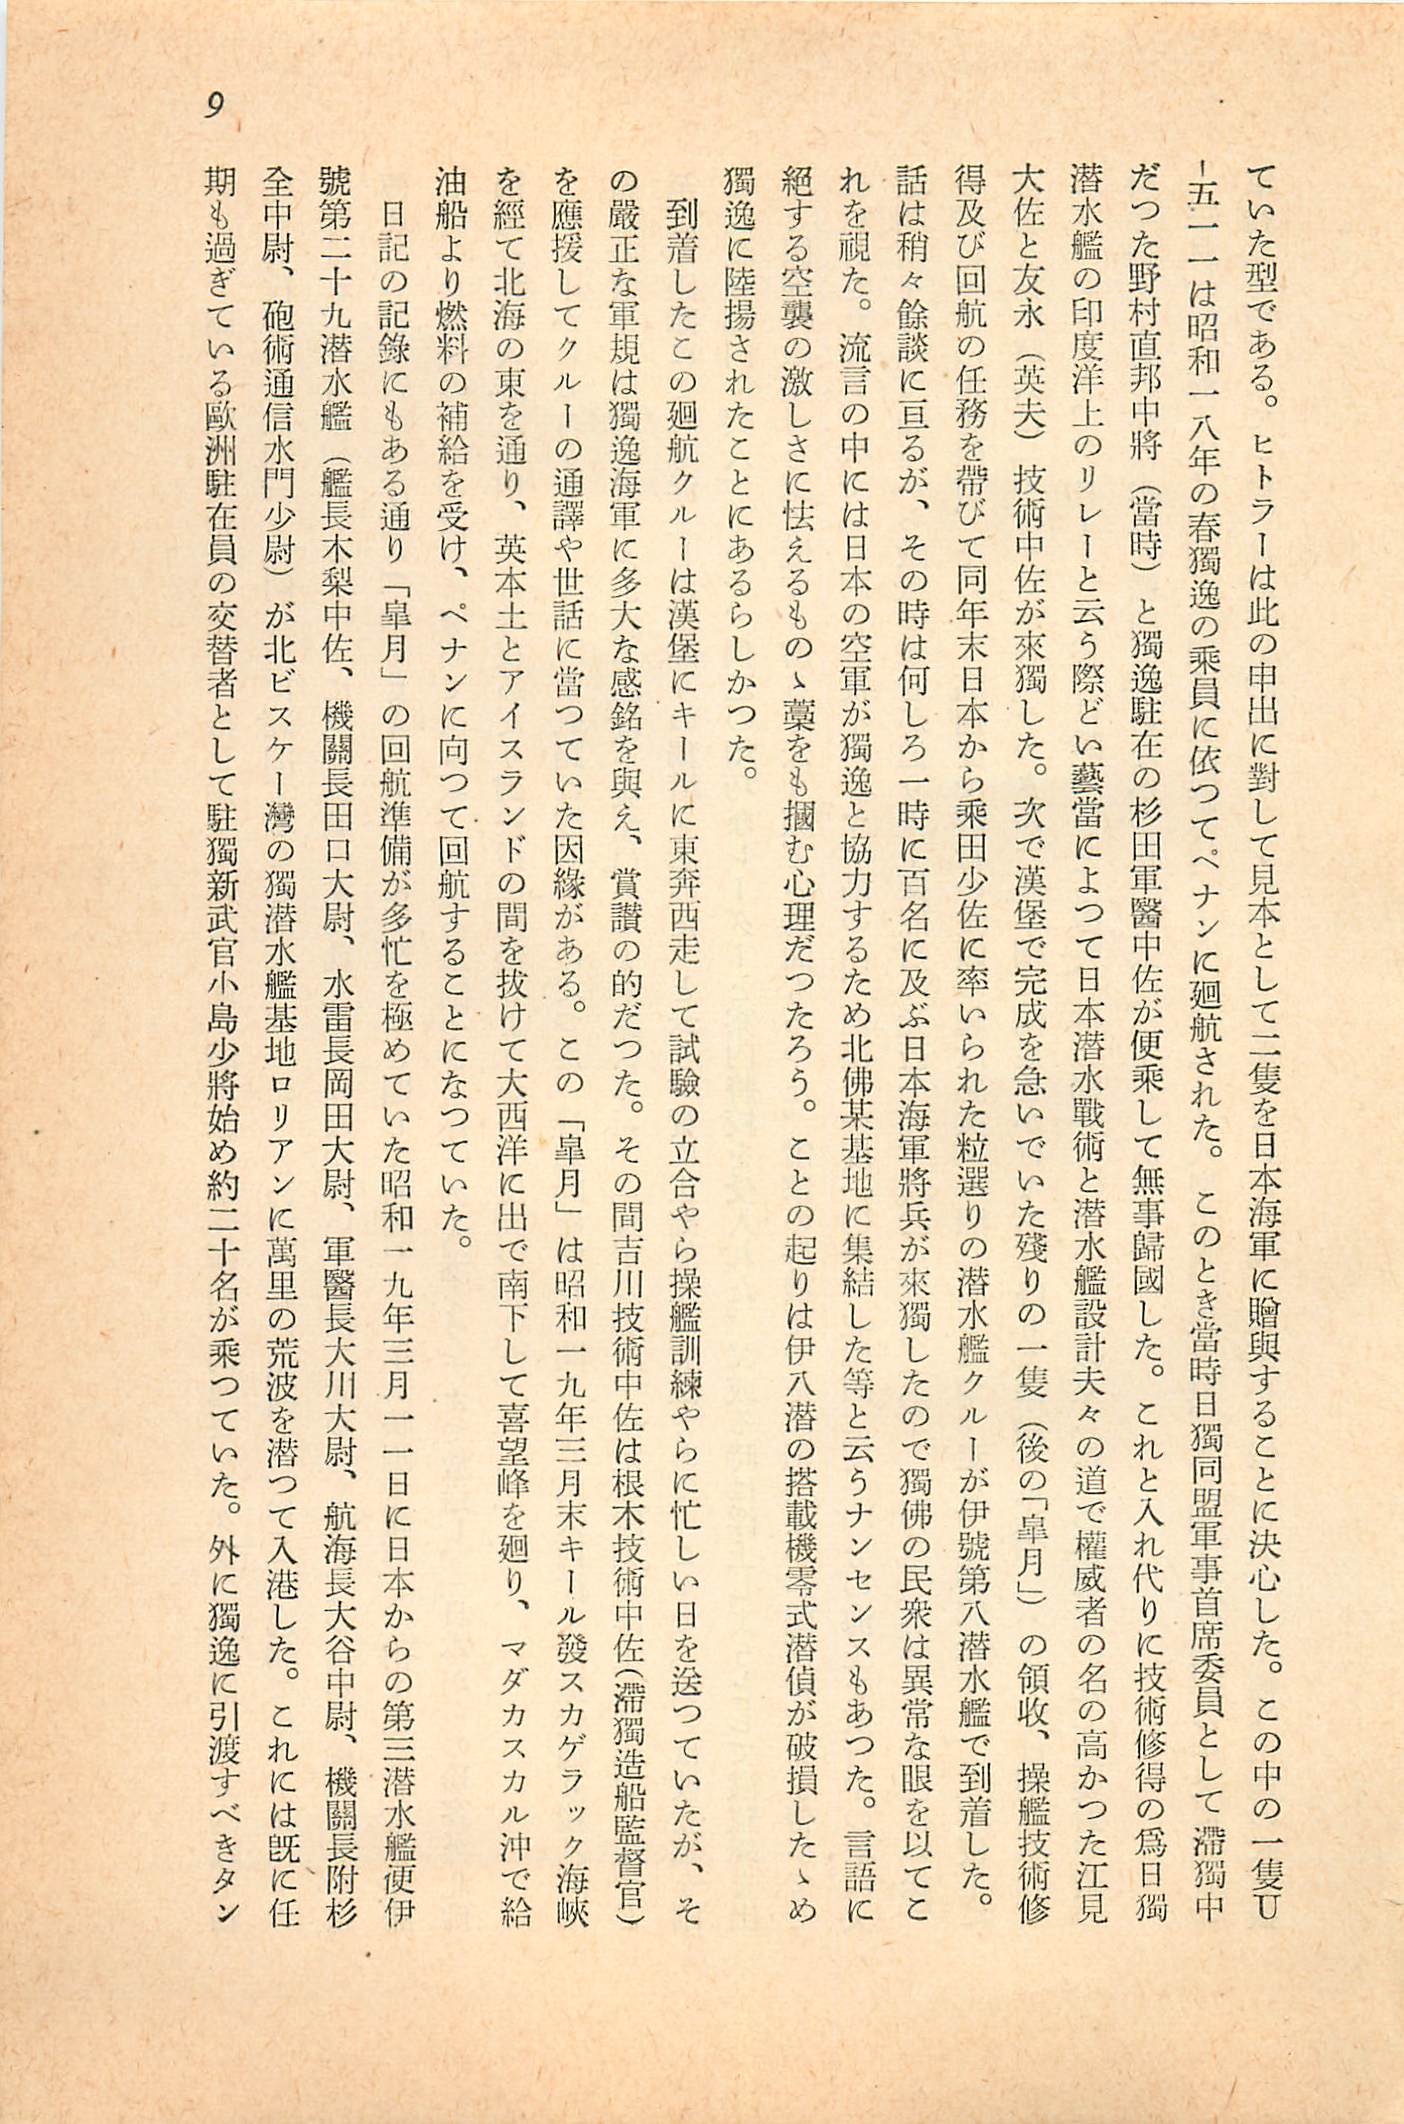 9
ていた型である。ヒトラーは此の申出に對して見本として二隻を日本海軍に贈與することに決心した。この中の一隻U
-五一一は昭和一八年の春獨逸の乗員に依つてペナンに廻航された。このとき當時日獨同盟軍事首席委員として滯獨中
だつた野村直邦中將（當時）と獨逸駐在の杉田軍醫中佐が便乘して無事歸國した。これと入れ代りに技術修得の爲日獨
潜水艦の印度洋上のリレーと云う際どい藝當によつて日本潜水戰術と潜水艦設計夫々の道で權威者の名の高かつた江見
大佐と友永（英夫）技術中佐が來獨した。次で漢堡で完成を急いでいた殘りの一隻（後の「皐月」）の領收、操艦技術修
得及び回航の任務を帶びて同年末日本から乘田少佐に率いられた粒選りの潜水艦クルーが伊號第八潜水艦で到着した。
話は稍々餘談に亘るが、その時は何しろ一時に百名に及ぶ日本海軍將兵が來獨したので獨佛の民衆は異常な眼を以てこ
れを視た。流言の中には日本の空軍が獨逸と協力するため北佛某基地に集結した等と云うナンセンスもあつた。言語に
絕する空襲の激しさに怯えるものゝ藁をも摑む心理だつたろう。ことの起りは伊八潜の搭載機零式潜偵が破損したゝめ
獨逸に陸揚されたことにあるらしかつた。
到着したこの廻航クルーは漢堡にキールに東奔西走して試驗の立合やら操艦訓練やらに忙しい日を送つていたが、そ
の嚴正な軍規は獨逸海軍に多大な感銘を與え、賞讃の的だつた。その間吉川技術中佐は根木技術中佐（滯獨造船監督官）
を應援してクルーの通譯や世話に當つていた因緣がある。この「皐月」は昭和一九年三月末キール發スカゲラック海峽
を經て北海の東を通り、英本土とアイスランドの間を抜けて大西洋に出で南下して喜望峰を廻り、マダカスカル沖で給
油船より燃料の補給を受け、ペナンに向つて回航することになつていた。
日記の記錄にもある通り「皐月」の回航準備が多忙を極めていた昭和一九年三月一一日に日本からの第三潜水艦便伊
號第二十九潜水艦（艦長木梨中佐、機關長田口大尉、水雷長岡田大尉、軍醫長大川大尉、航海長大谷中尉、機關長附杉
全中尉、砲術通信水門少尉）が北ビスケー灣の獨潜水艦基地ロリアンに萬里の荒波を潜つて入港した。これには既に任
期も過ぎている歐洲駐在員の交替者として駐獨新武官小島少將始め約二十名が乘つていた。外に獨逸に引渡すべきタン